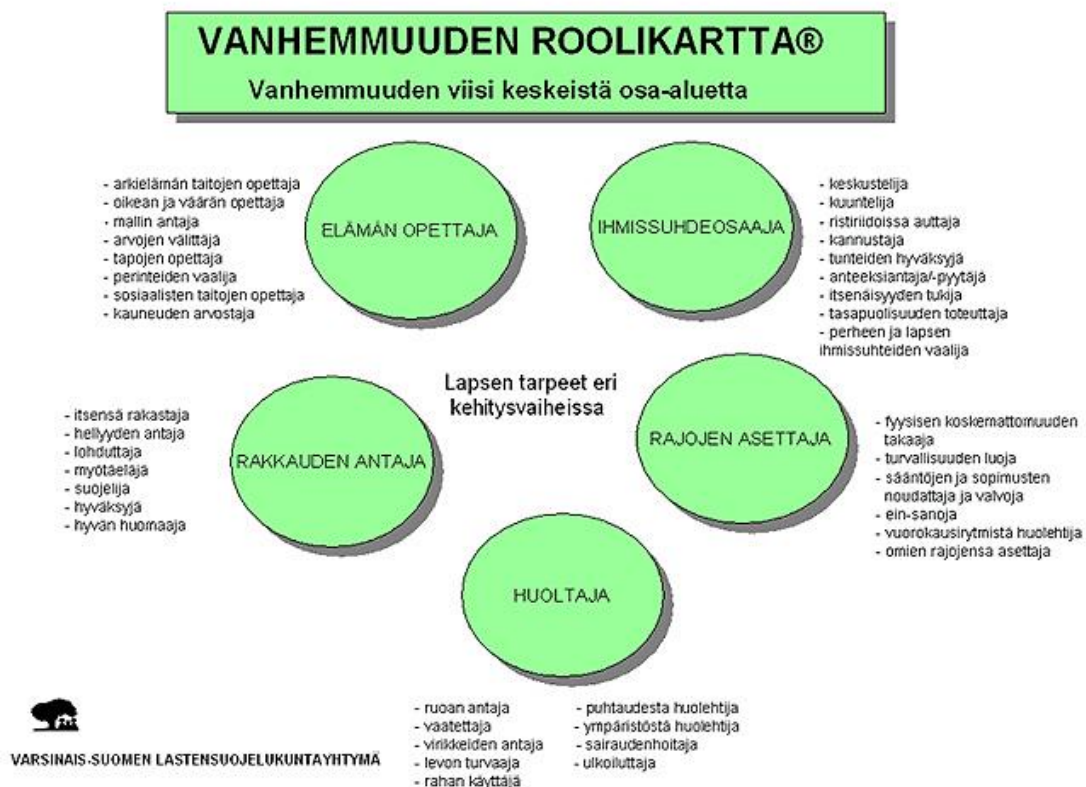 VANHEMMUUDEN ROOLIKARTTA®
Vanhemmuuden viisi keskeistä osa-aluetta
- arkielämän taitojen opettaja
- oikean ja väärän opettaja
- mallin antaja
- arvojen välittäjä
- tapojen opettaja
- perinteiden vaalija
- sosiaalisten taitojen opettaja
- kauneuden arvostaja
ELÄMÄN OPETTAJA
IHMISSUHDEOSAAJA
- keskustelija
- kuuntelija
- ristiriidoissa auttaja
- kannustaja
- tunteiden hyväksyjä
- anteeksiantaja/-pyytäjä
- itsenäisyyden tukija
- tasapuolisuuden toteuttaja
- perheen ja lapsen
ihmissuhteiden vaalija
Lapsen tarpeet eri
kehitysvaiheissa
- itsensä rakastaja
- hellyyden antaja
- lohduttaja
- myötäeläjä
- suojelija
- hyväksyjä
- hyvän huomaaja
RAKKAUDEN ANTAJA
RAJOJEN ASETTAJA
- fyysisen koskemattomuuden
takaaja
- turvallisuuden luoja
- sääntöjen ja sopimusten
noudattaja ja valvoja
- ein-sanoja
- vuorokausirytmistä huolehtija
- omien rajojensa asettaja
HUOLTAJA
- ruoan antaja
- vaatettaja
- virikkeiden antaja
- levon turvaaja
- rahan käyttäjä
- puhtaudesta huolehtija
- ympäristöstä huolehtija
- sairaudenhoitaja
- ulkoiluttaja
VARSINAIS-SUOMEN LASTENSUOJELUKUNTAYHTYMÄ